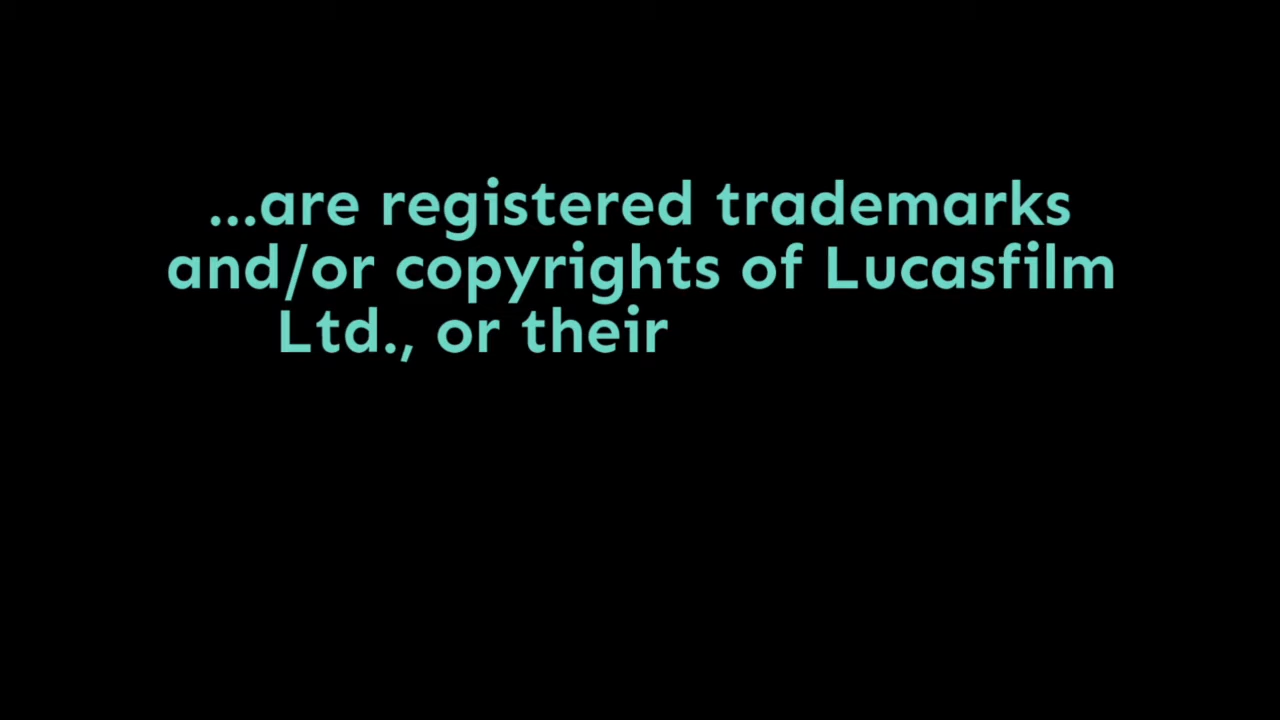 ...are registered trademarks
and/or copyrights of Lucasfilm
Ltd., or their